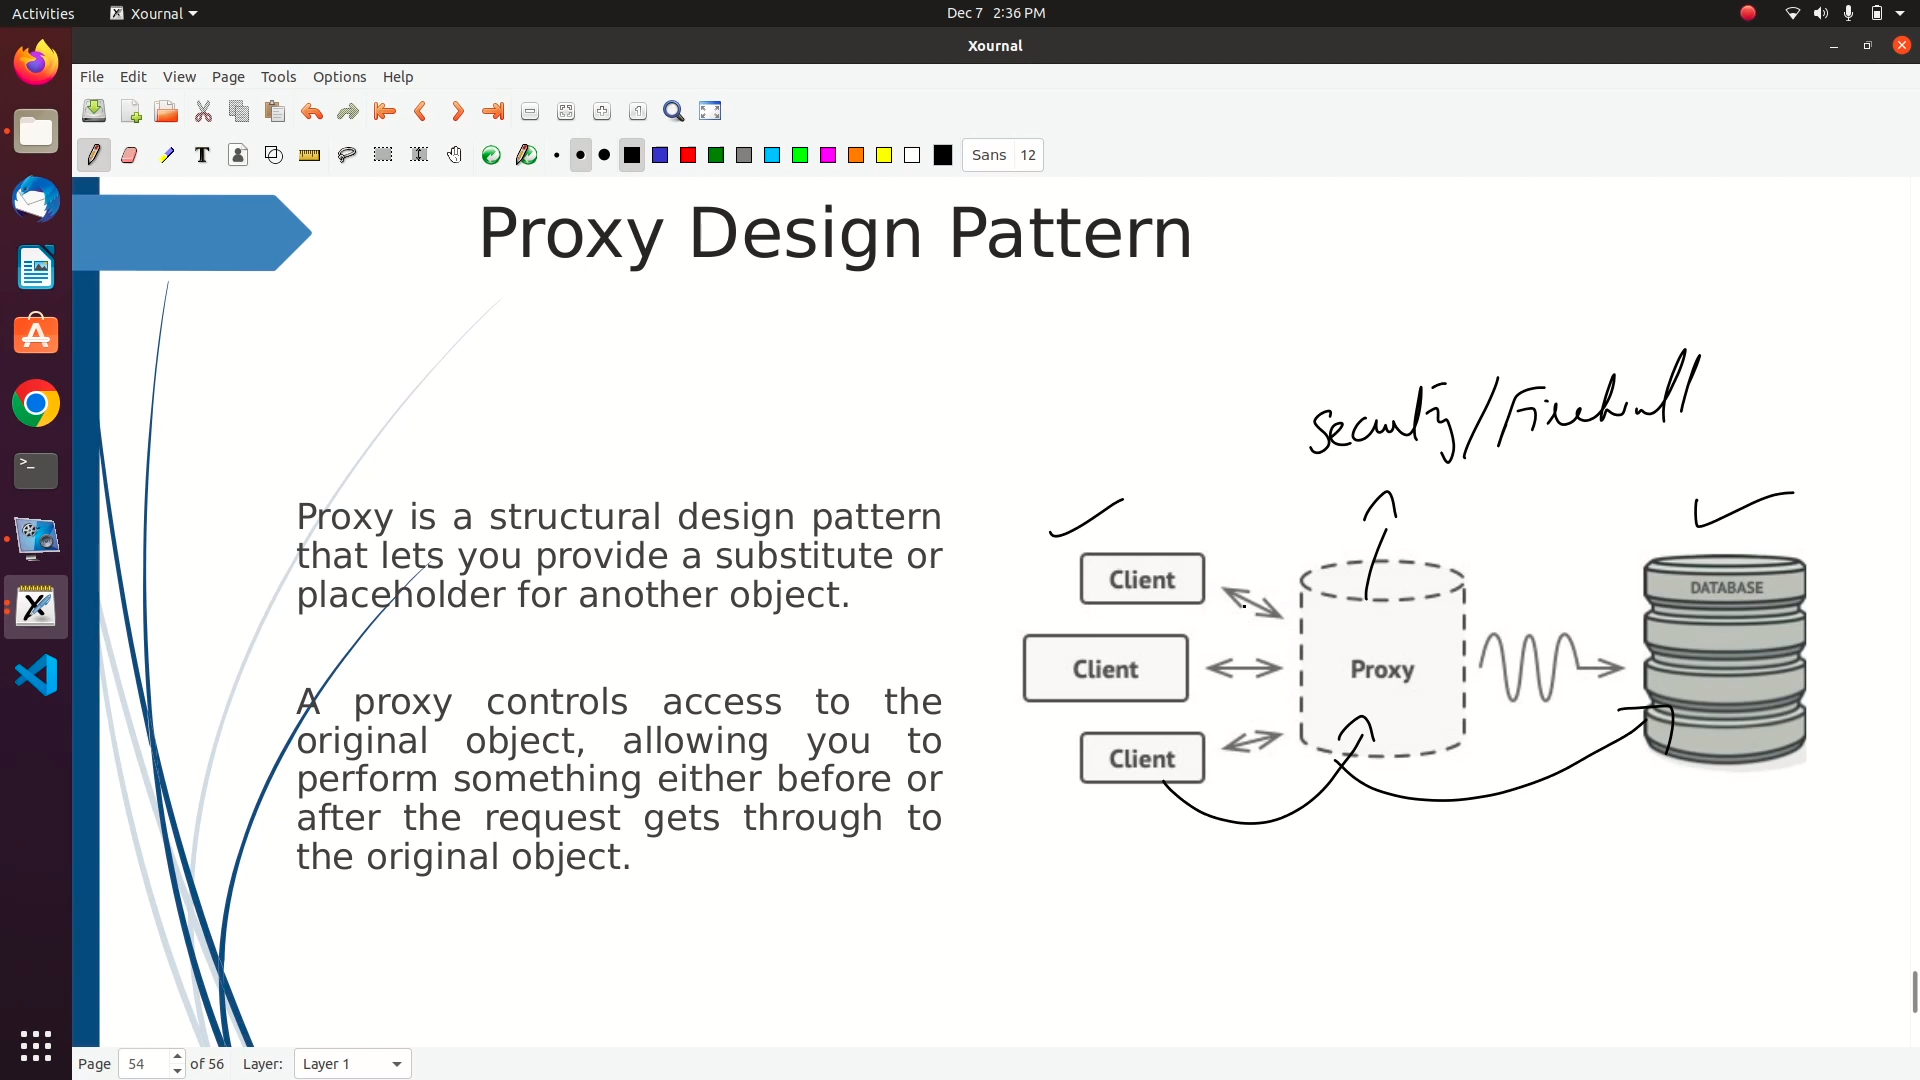 Activities Xournal Dec 7 2:36 PM
Xournal
File Edit View Page Tools Options Help
Sans 12
Proxy Design Pattern
security/Firewall
Proxy is a structural design pattern
that lets you provide a substitute or
placeholder for another object.
A proxy controls access to the
original object, allowing you to
perform something either before or
after the request gets through to
the original object.
Client
Client
Client
Proxy
DATABASE
Page 54 of 56 Layer: Layer 1